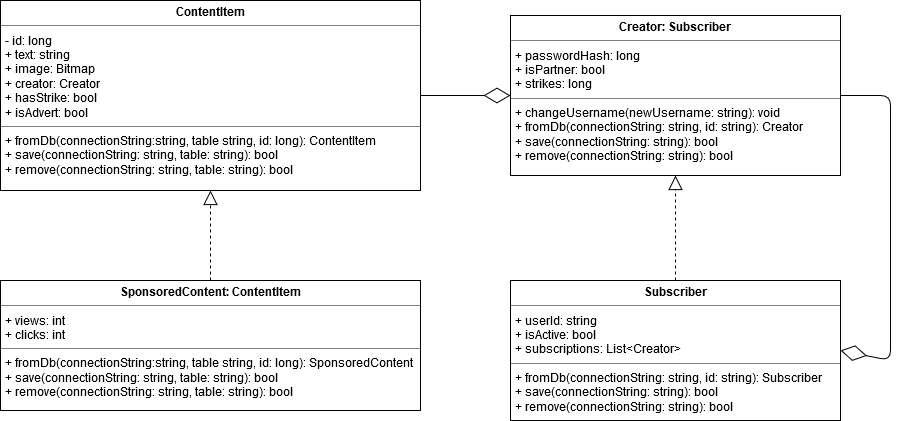 ContentItem
- id: long
+ text: string
+ image: Bitmap
+ creator: Creator
+ hasStrike: bool
+ isAdvert: bool
+ fromDb(connectionString:string, table string, id: long): ContentItem
+ save(connectionString: string, table: string): bool
+ remove(connectionString: string, table: string): bool
Creator: Subscriber
+ passwordHash: long
+ isPartner: bool
+ strikes: long
+ changeUsername(newUsername: string): void
+ fromDb(connectionString: string, id: string): Creator
+ save(connectionString: string): bool
+ remove(connectionString: string): bool
SponsoredContent: ContentItem
+ views: int
+ clicks: int
+ fromDb(connectionString:string, table string, id: long): SponsoredContent
+ save(connectionString: string, table: string): bool
+ remove(connectionString: string, table: string): bool
Subscriber
+ userId: string
+ isActive: bool
+ subscriptions: List<Creator>
+ fromDb(connectionString: string, id: string): Subscriber
+ save(connectionString: string): bool
+ remove(connectionString: string): bool